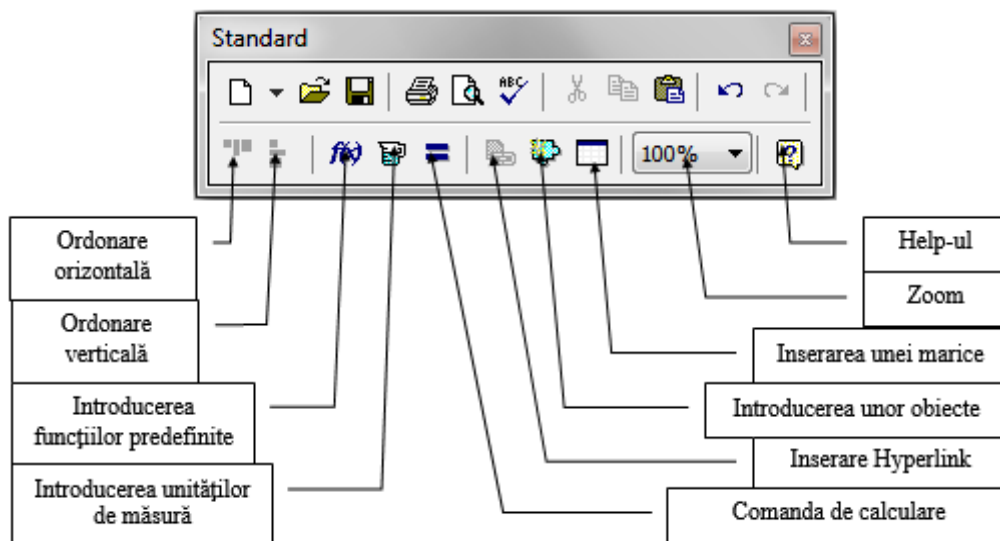 Standard
ABC
f(x)
100%
?
Ordonare
orizontală
Ordonare
verticală
Introducerea
funcţiilor predefinite
Introducerea unităţilor
de măsură
Help-ul
Zoom
Inserarea unei marice
Introducerea unor obiecte
Inserare Hyperlink
Comanda de calculare